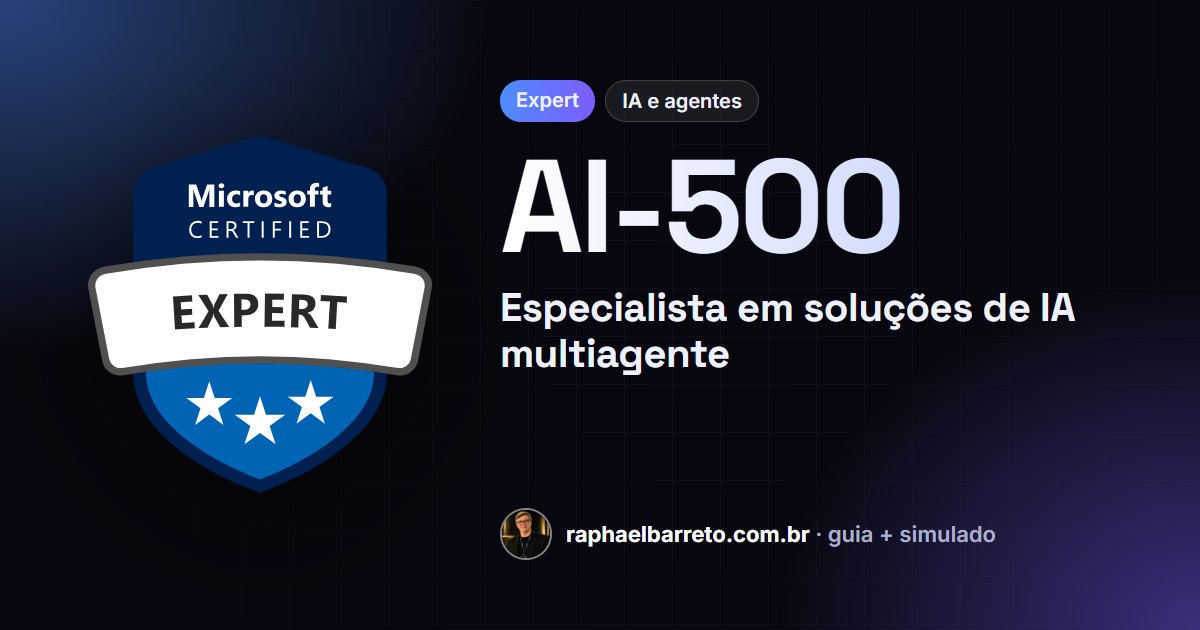 Microsoft
CERTIFIED
EXPERT
Expert
IA e agentes
AI-500
Especialista em soluções de IA
multiagente
raphaelbarreto.com.br · guia + simulado